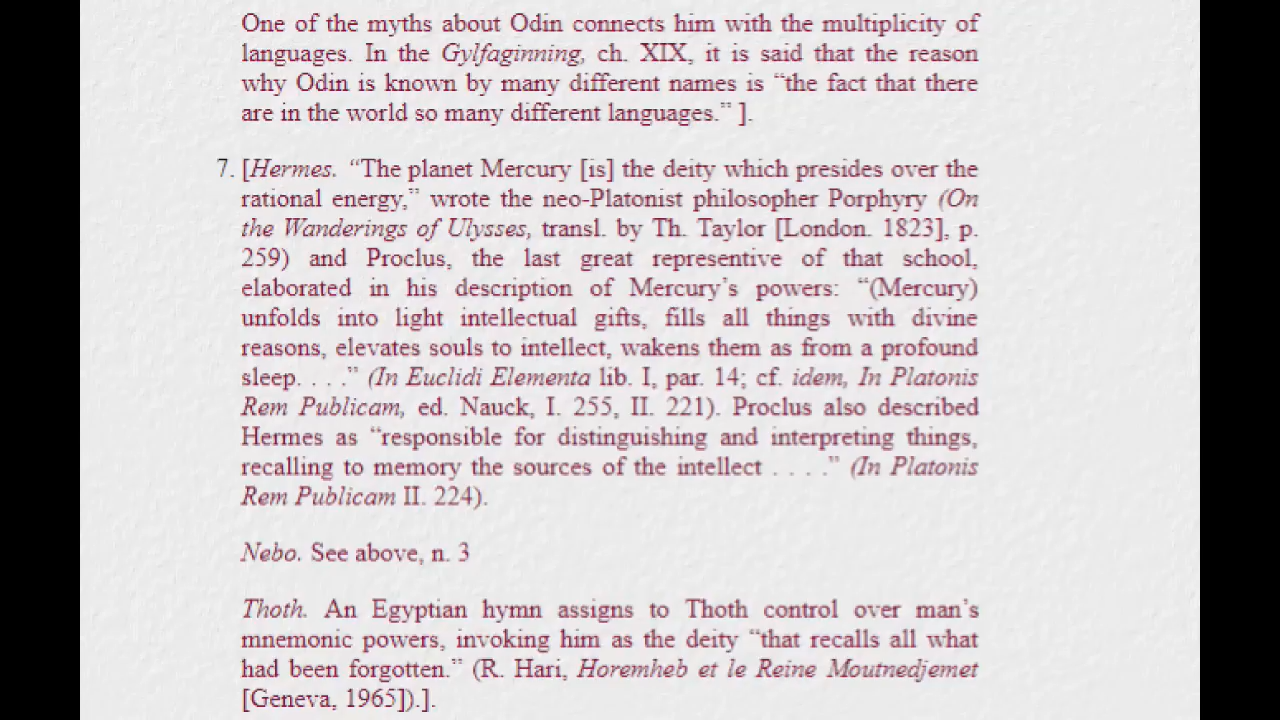 One of the myths about Odin connects him with the multiplicity of
languages. In the Gylfaginning, ch. XIX, it is said that the reason
why Odin is known by many different names is “the fact that there
are in the world so many different languages.” ].
7. [Hermes. “The planet Mercury [is] the deity which presides over the
rational energy,” wrote the neo-Platonist philosopher Porphyry (On
the Wanderings of Ulysses, transl. by Th. Taylor [London. 1823], p.
259) and Proclus, the last great representive of that school,
elaborated in his description of Mercury’s powers: “(Mercury)
unfolds into light intellectual gifts, fills all things with divine
reasons, elevates souls to intellect, wakens them as from a profound
sleep. . . .” (In Euclidi Elementa lib. I, par. 14; cf. idem, In Platonis
Rem Publicam, ed. Nauck, I. 255, II. 221). Proclus also described
Hermes as “responsible for distinguishing and interpreting things,
recalling to memory the sources of the intellect . . . .” (In Platonis
Rem Publicam II. 224).
Nebo. See above, n. 3
Thoth. An Egyptian hymn assigns to Thoth control over man’s
mnemonic powers, invoking him as the deity “that recalls all what
had been forgotten.” (R. Hari, Horemheb et le Reine Moutnedjemet
[Geneva, 1965]).].